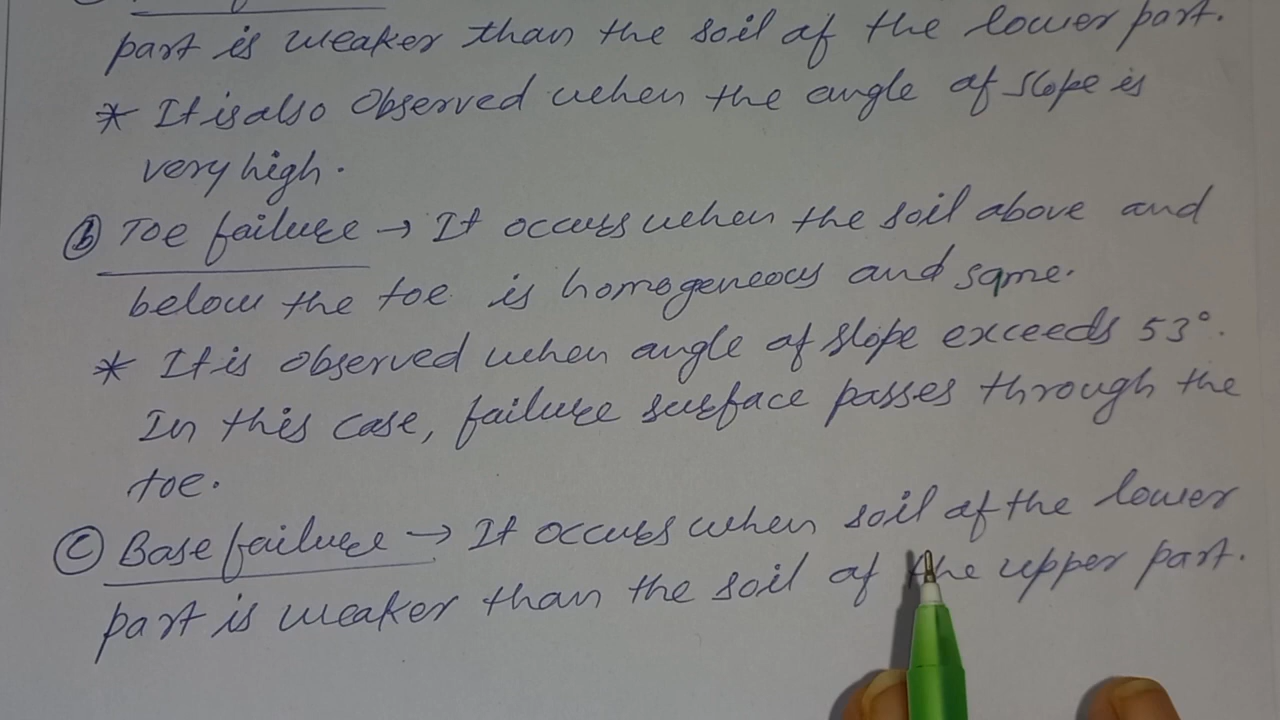 part is weaker than the soil of the lower part.
* It is also observed when the angle of slope is
very high.
(b) Toe failure → It occurs when the soil above and
below the toe is homogeneous and same.
* It is observed when angle of slope exceeds 53°.
In this case, failure surface passes through the
toe.
(C) Base failure → It occurs when soil of the lower
part is weaker than the soil of the upper part.